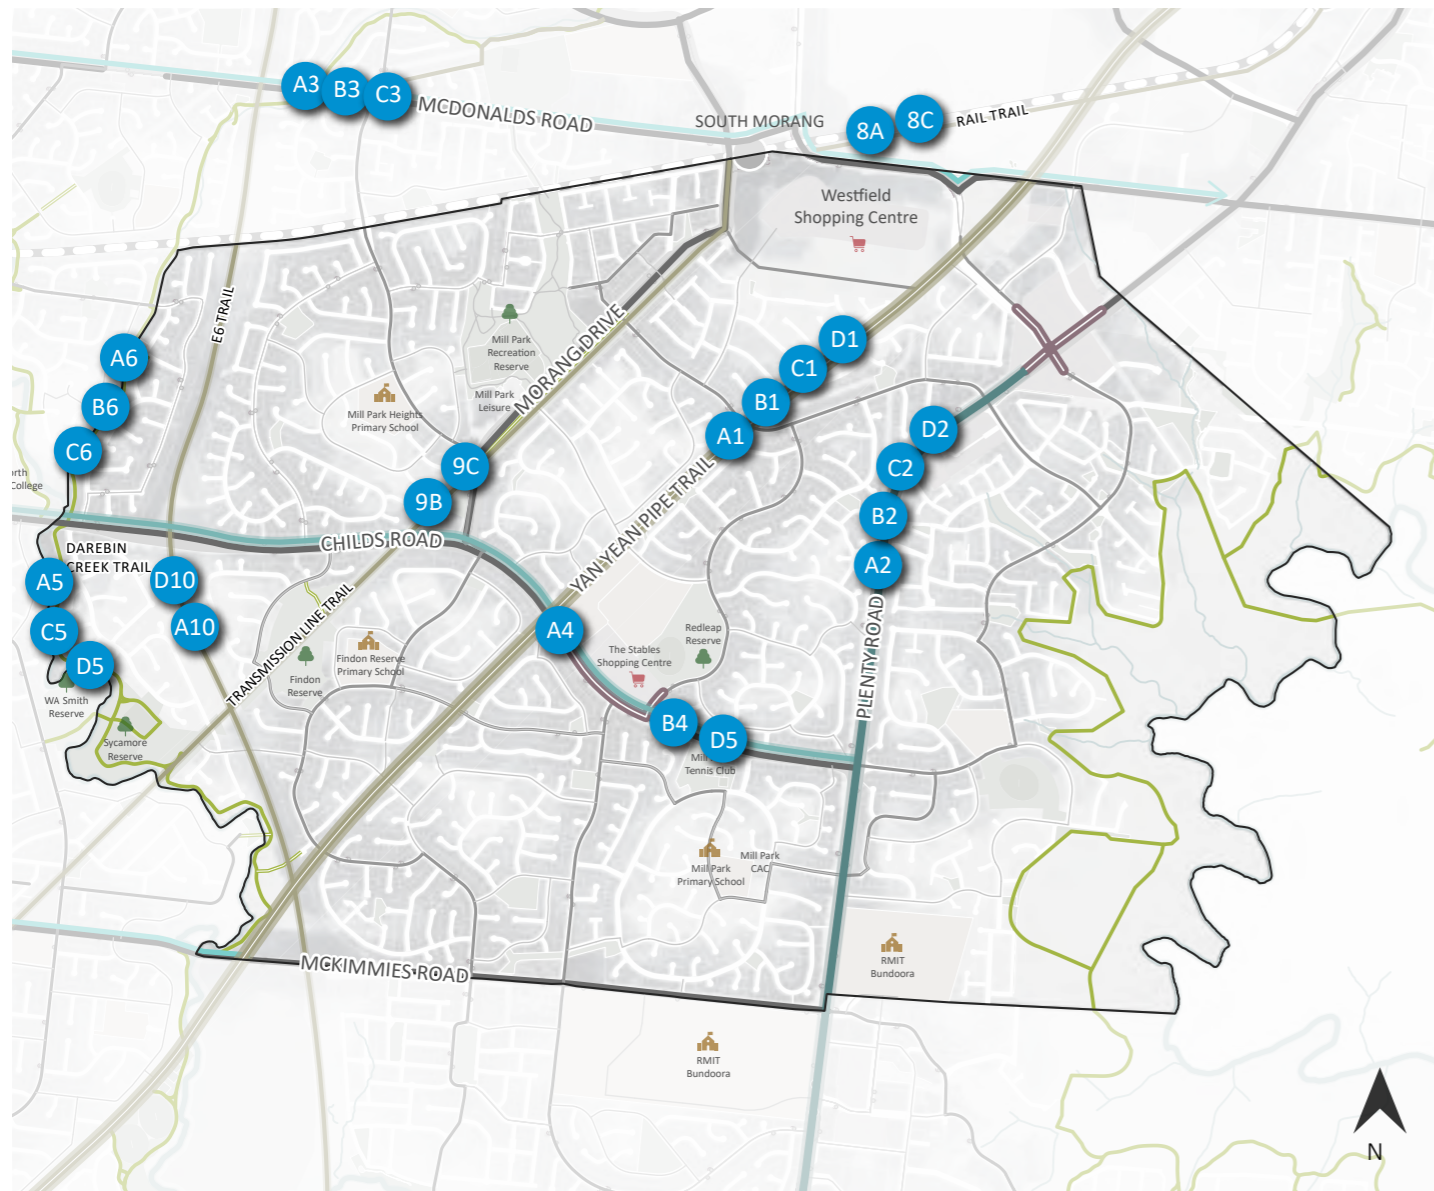 A3
B3
C3
MCDONALDS ROAD
SOUTH MORANG
8A
8C
RAIL TRAIL
Westfield
Shopping Centre
E6 TRAIL
A6
B6
C6
Mill Park
Recreation
Reserve
Mill Park
Leisure
MORANG DRIVE
Mill Park Heights
Primary School
D1
C1
B1
A1
D2
C2
B2
A2
9C
9B
orth
College
CHILDS ROAD
YAN YEAN PIPE TRAIL
DAREBIN
CREEK TRAIL
A5
D10
C5
A10
D5
WA Smith
Reserve
Sycamore
Reserve
TRANSMISSION LINE TRAIL
Findon
Reserve
Findon Reserve
Primary School
A4
The Stables
Shopping Centre
Redleap
Reserve
PLENTY ROAD
B4
D5
Mill
Tennis Club
Mill Park
Primary School
Mill Park
CAC
MCKIMMIES ROAD
RMIT
Bundoora
RMIT
Bundoora
N